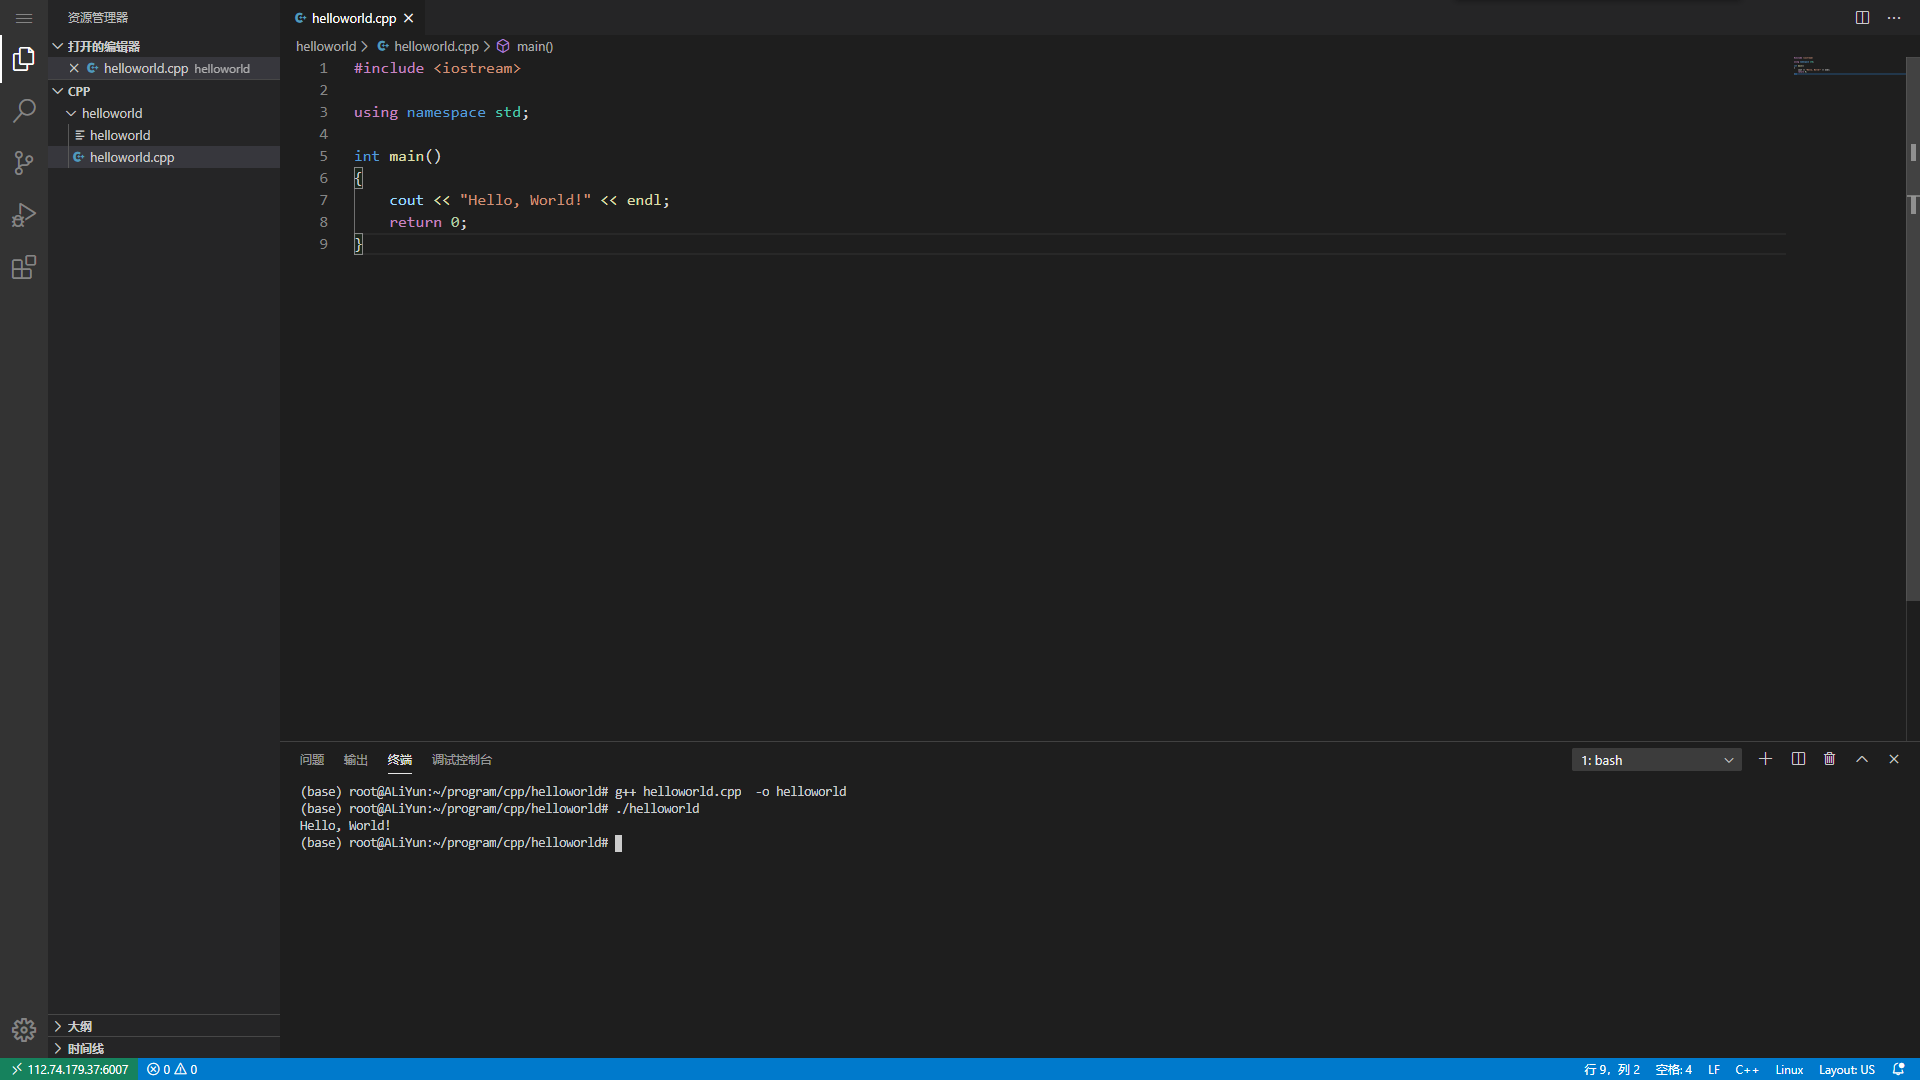 资源管理器
打开的编辑器
helloworld.cpp helloworld
CPP
helloworld
helloworld
helloworld.cpp
大纲
时间线
helloworld.cpp
helloworld > helloworld.cpp > main()
1 #include <iostream>
2
3 using namespace std;
4
5 int main()
6 {
7 cout << "Hello, World!" << endl;
8 return 0;
9 }
问题 输出 终端 调试控制台
1: bash
(base) root@ALiYun:~/program/cpp/helloworld# g++ helloworld.cpp  -o helloworld
(base) root@ALiYun:~/program/cpp/helloworld# ./helloworld
Hello, World!
(base) root@ALiYun:~/program/cpp/helloworld#
112.74.179.37:6007 0 0 行 9，列 2 空格: 4 LF C++ Linux Layout: US